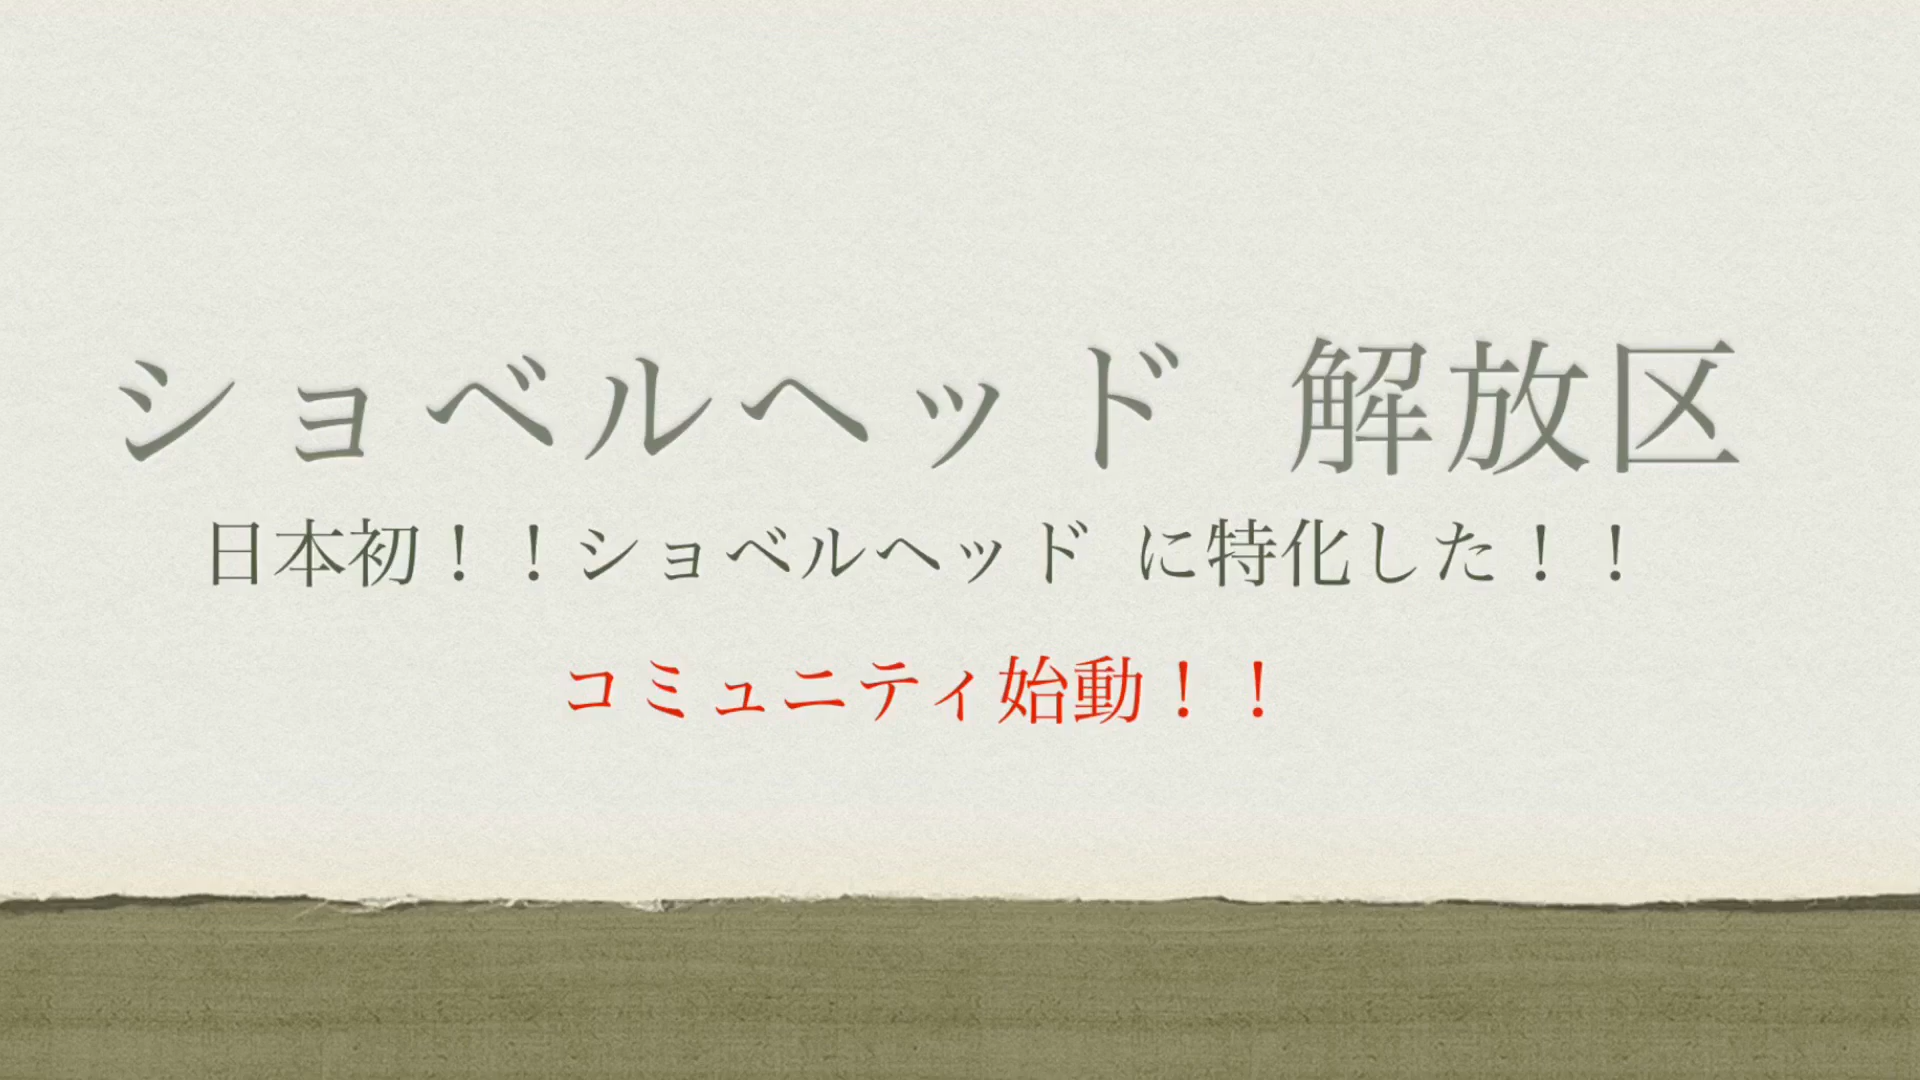 ショベルヘッド 解放区
日本初！！ショベルヘッド に特化した！！
コミュニティ始動！！